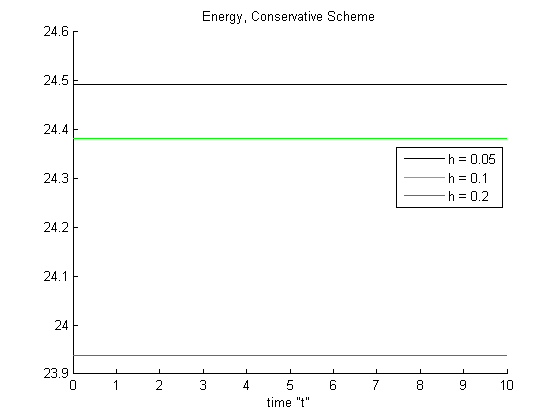 Energy, Conservative Scheme
24.6
24.5
24.4
24.3
24.2
24.1
24
23.9
h = 0.05
h = 0.1
h = 0.2
0 1 2 3 4 5 6 7 8 9 10
time "t"